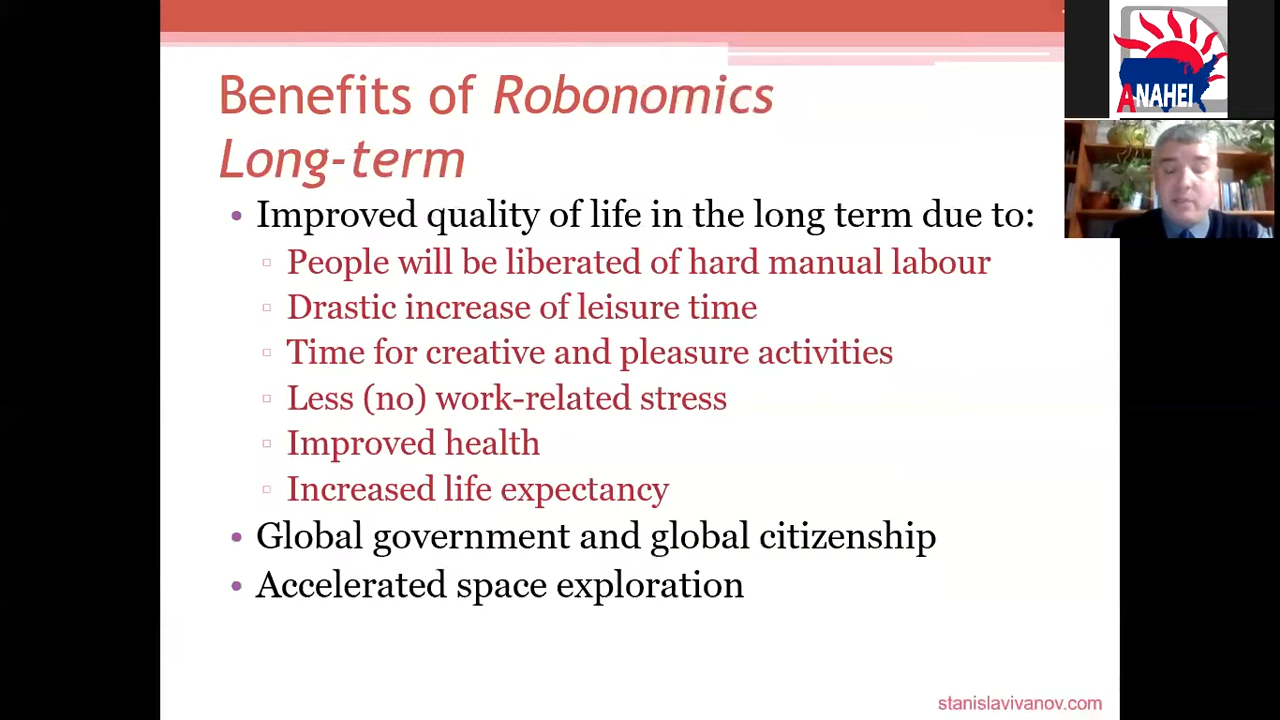 Benefits of Robonomics
Long-term
• Improved quality of life in the long term due to:
▫ People will be liberated of hard manual labour
▫ Drastic increase of leisure time
▫ Time for creative and pleasure activities
▫ Less (no) work-related stress
▫ Improved health
▫ Increased life expectancy
• Global government and global citizenship
• Accelerated space exploration
stanislavivanov.com
ANAHEI